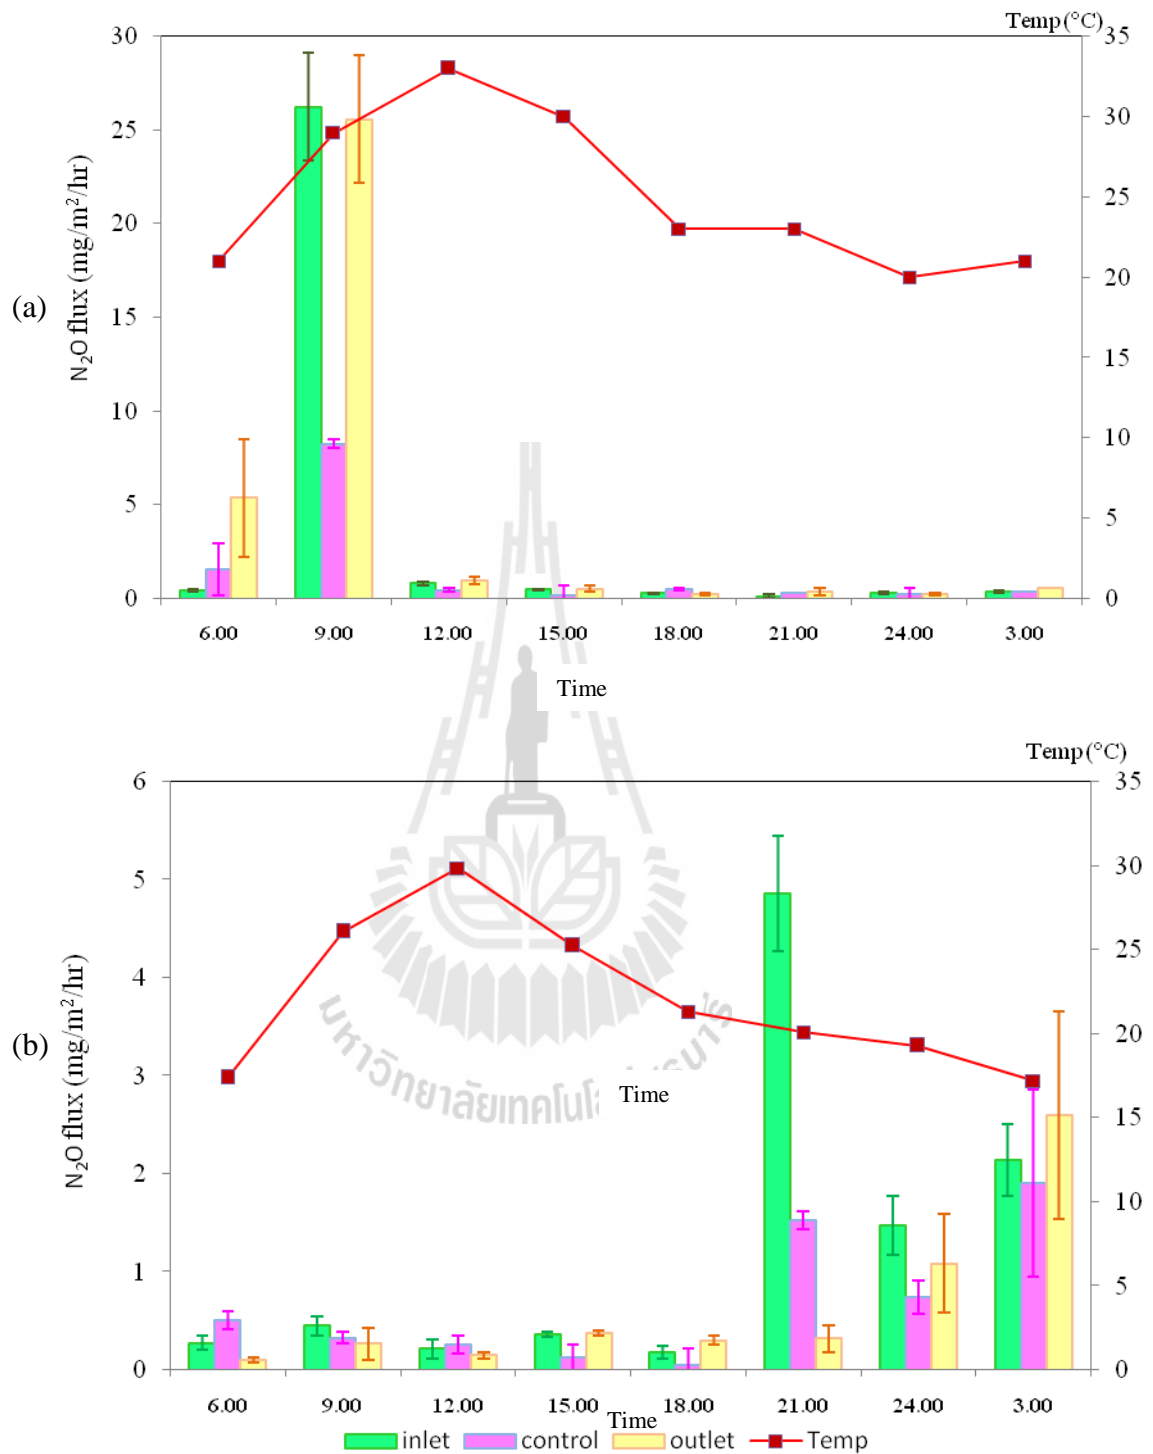 Temp (°C)
30 35
25 30
20 25
15 20
10 15
5 10
0 5
0
N₂O flux (mg/m²/hr)
(a)
6.00 9.00 12.00 15.00 18.00 21.00 24.00 3.00
Time
Temp (°C)
6 35
5 30
4 25
3 20
2 15
1 10
0 5
0
N₂O flux (mg/m²/hr)
(b)
Time
6.00 9.00 12.00 15.00 18.00 21.00 24.00 3.00
Time
inlet control outlet Temp